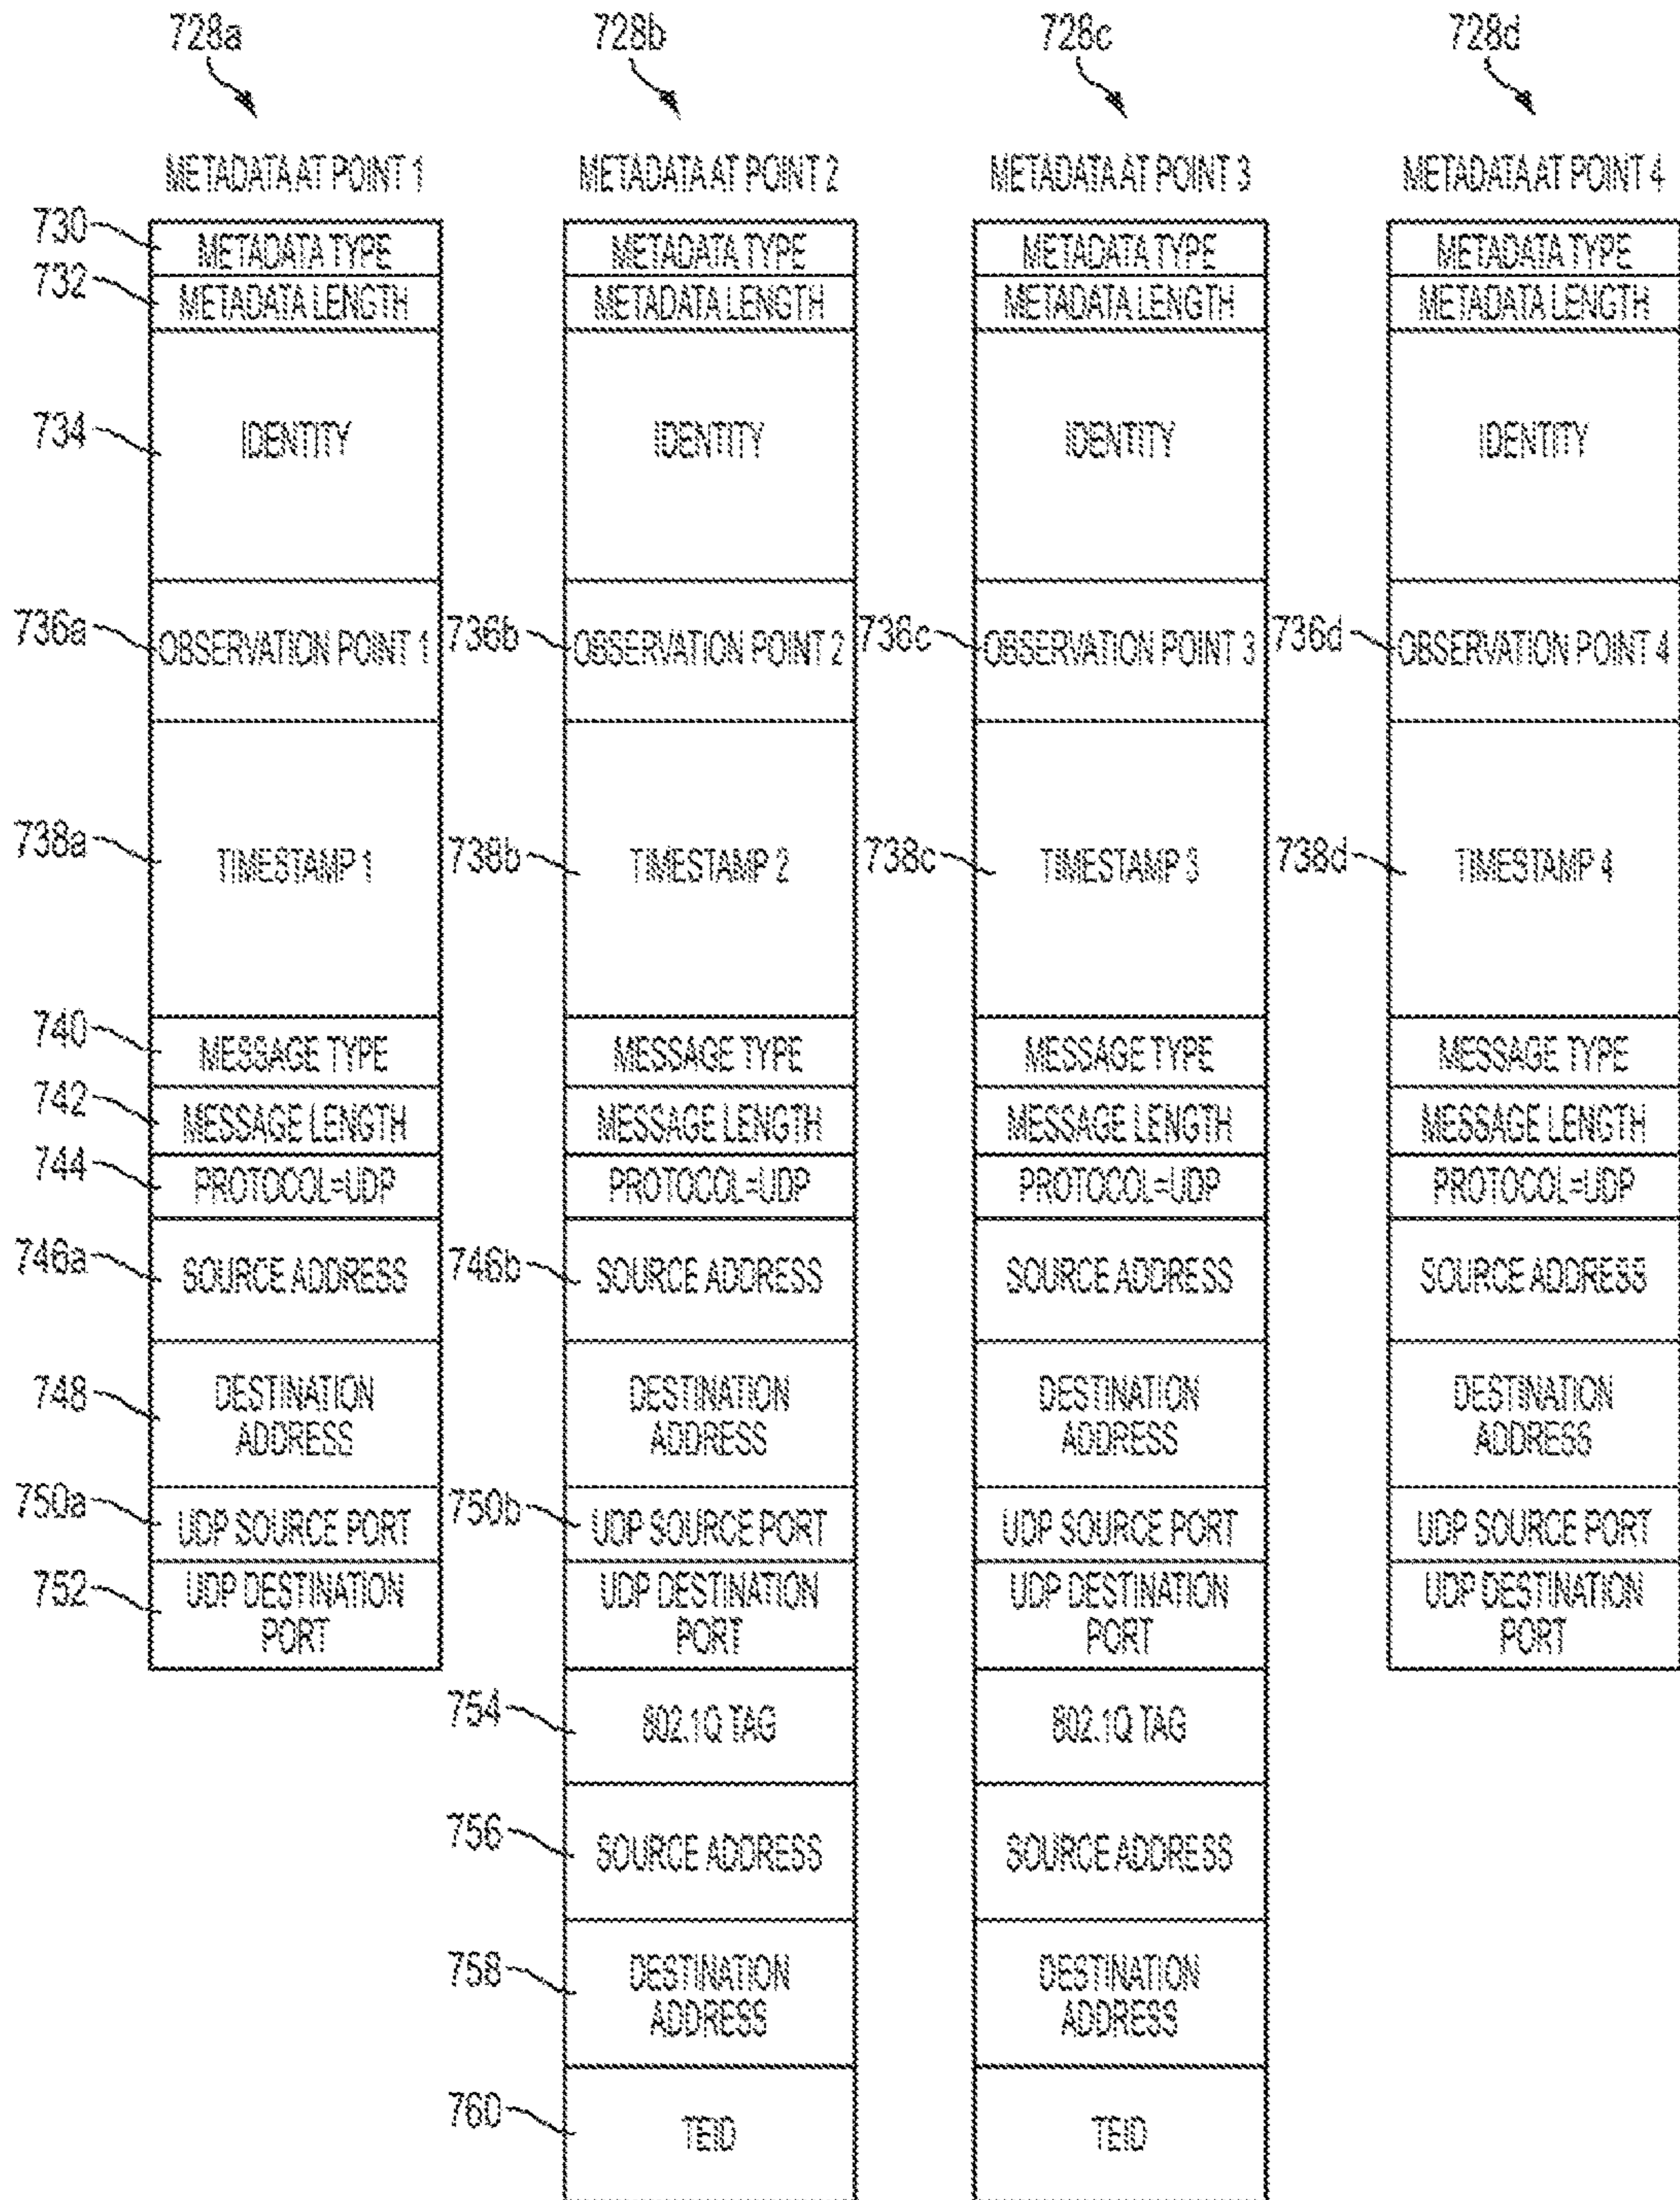 728a 728b 728c 728d
METADATA AT POINT 1 METADATA AT POINT 2 METADATA AT POINT 3 METADATA AT POINT 4
730 METADATA TYPE METADATA TYPE METADATA TYPE METADATA TYPE
732 METADATA LENGTH METADATA LENGTH METADATA LENGTH METADATA LENGTH
734 IDENTITY IDENTITY IDENTITY IDENTITY
736a OBSERVATION POINT 1 736b OBSERVATION POINT 2 736c OBSERVATION POINT 3 736d OBSERVATION POINT 4
738a TIMESTAMP 1 738b TIMESTAMP 2 738c TIMESTAMP 3 738d TIMESTAMP 4
740 MESSAGE TYPE MESSAGE TYPE MESSAGE TYPE MESSAGE TYPE
742 MESSAGE LENGTH MESSAGE LENGTH MESSAGE LENGTH MESSAGE LENGTH
744 PROTOCOL=UDP PROTOCOL=UDP PROTOCOL=UDP PROTOCOL=UDP
746a SOURCE ADDRESS 746b SOURCE ADDRESS SOURCE ADDRESS SOURCE ADDRESS
748 DESTINATION DESTINATION DESTINATION DESTINATION
ADDRESS ADDRESS ADDRESS ADDRESS
750a UDP SOURCE PORT 750b UDP SOURCE PORT UDP SOURCE PORT UDP SOURCE PORT
752 UDP DESTINATION UDP DESTINATION UDP DESTINATION UDP DESTINATION
PORT PORT PORT PORT
754 802.1Q TAG 802.1Q TAG
756 SOURCE ADDRESS SOURCE ADDRESS
758 DESTINATION DESTINATION
ADDRESS ADDRESS
760 TEID TEID